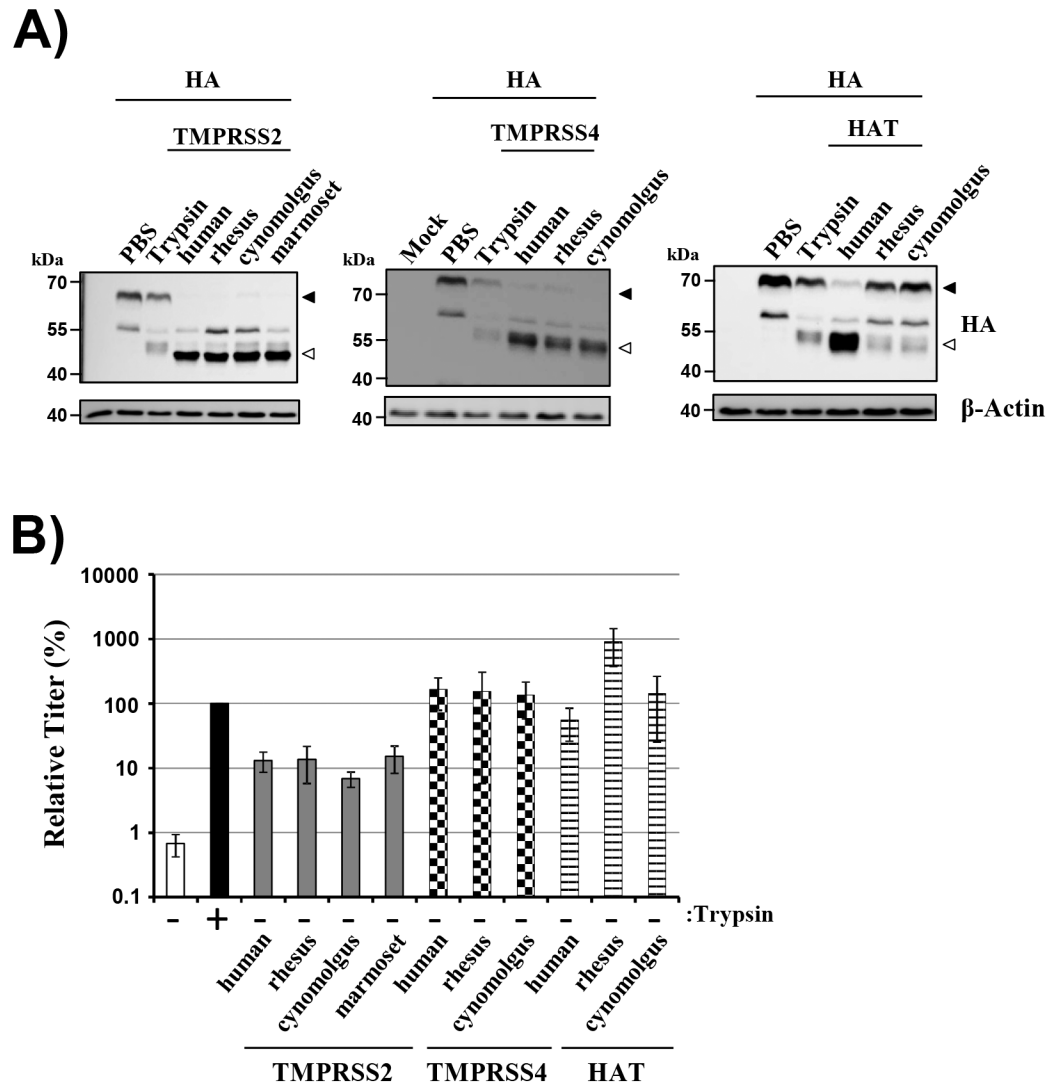 A)
HA
TMPRSS2
PBS
Trypsin
human
rhesus
cynomolgus
marmoset
kDa
70
55
40
40
HA
TMPRSS4
Mock
PBS
Trypsin
human
rhesus
cynomolgus
kDa
70
55
40
40
HA
HAT
PBS
Trypsin
human
rhesus
cynomolgus
kDa
70
55
40
40
HA
β-Actin
B)
Relative Titer (%)
10000
1000
100
10
1
0.1
- + - - - - - - - - - - :Trypsin
human
rhesus
cynomolgus
marmoset
human
rhesus
cynomolgus
human
rhesus
cynomolgus
TMPRSS2
TMPRSS4
HAT